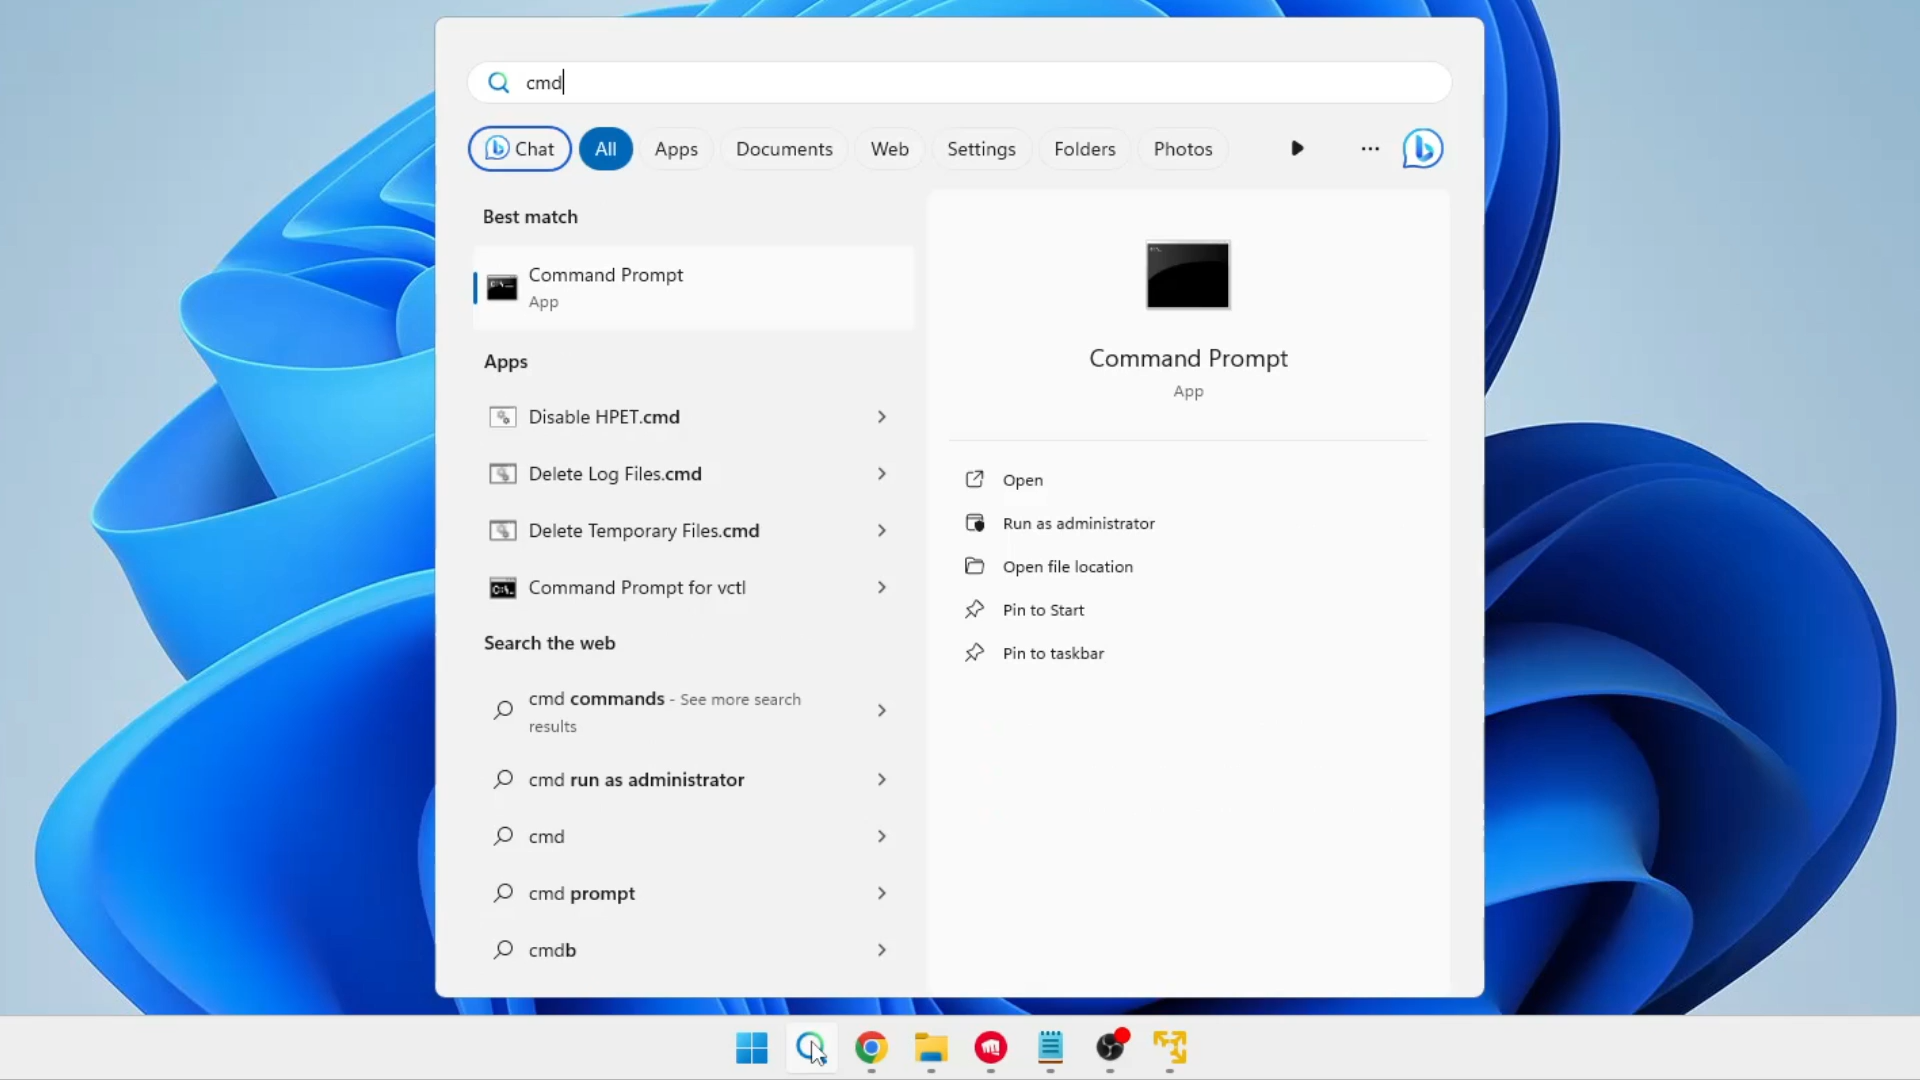 cmd
Chat
All
Apps
Documents
Web
Settings
Folders
Photos
Best match
Command Prompt
App
Apps
Disable HPET.cmd
Delete Log Files.cmd
Delete Temporary Files.cmd
Command Prompt for vctl
Search the web
cmd commands - See more search
results
cmd run as administrator
cmd
cmd prompt
cmdb
Command Prompt
App
Open
Run as administrator
Open file location
Pin to Start
Pin to taskbar